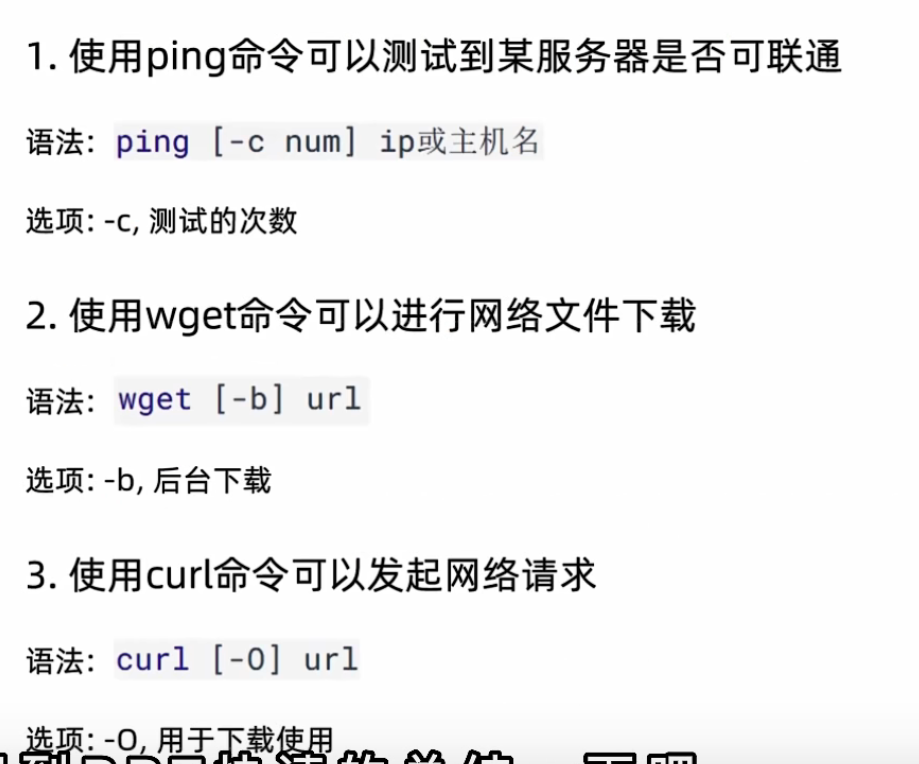 1. 使用ping命令可以测试到某服务器是否可联通
语法: ping [-c num] ip或主机名
选项: -c, 测试的次数
2. 使用wget命令可以进行网络文件下载
语法: wget [-b] url
选项: -b, 后台下载
3. 使用curl命令可以发起网络请求
语法: curl [-O] url
选项: -O, 用于下载使用